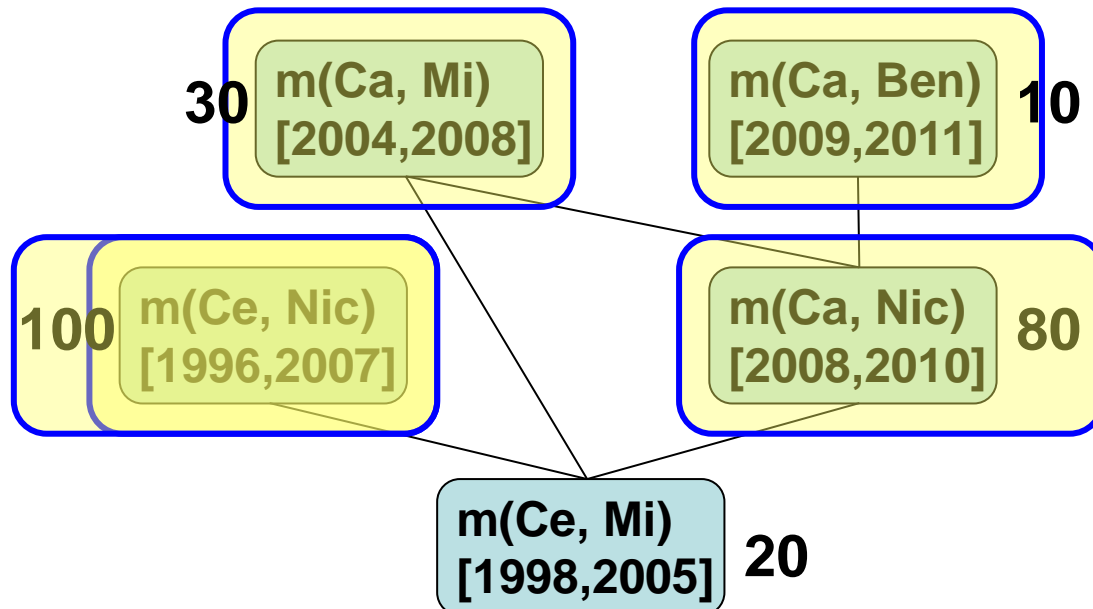 30
m(Ca, Mi)
[2004,2008]
m(Ca, Ben)
[2009,2011]
10
100
m(Ce, Nic)
[1996,2007]
m(Ca, Nic)
[2008,2010]
80
m(Ce, Mi)
[1998,2005]
20